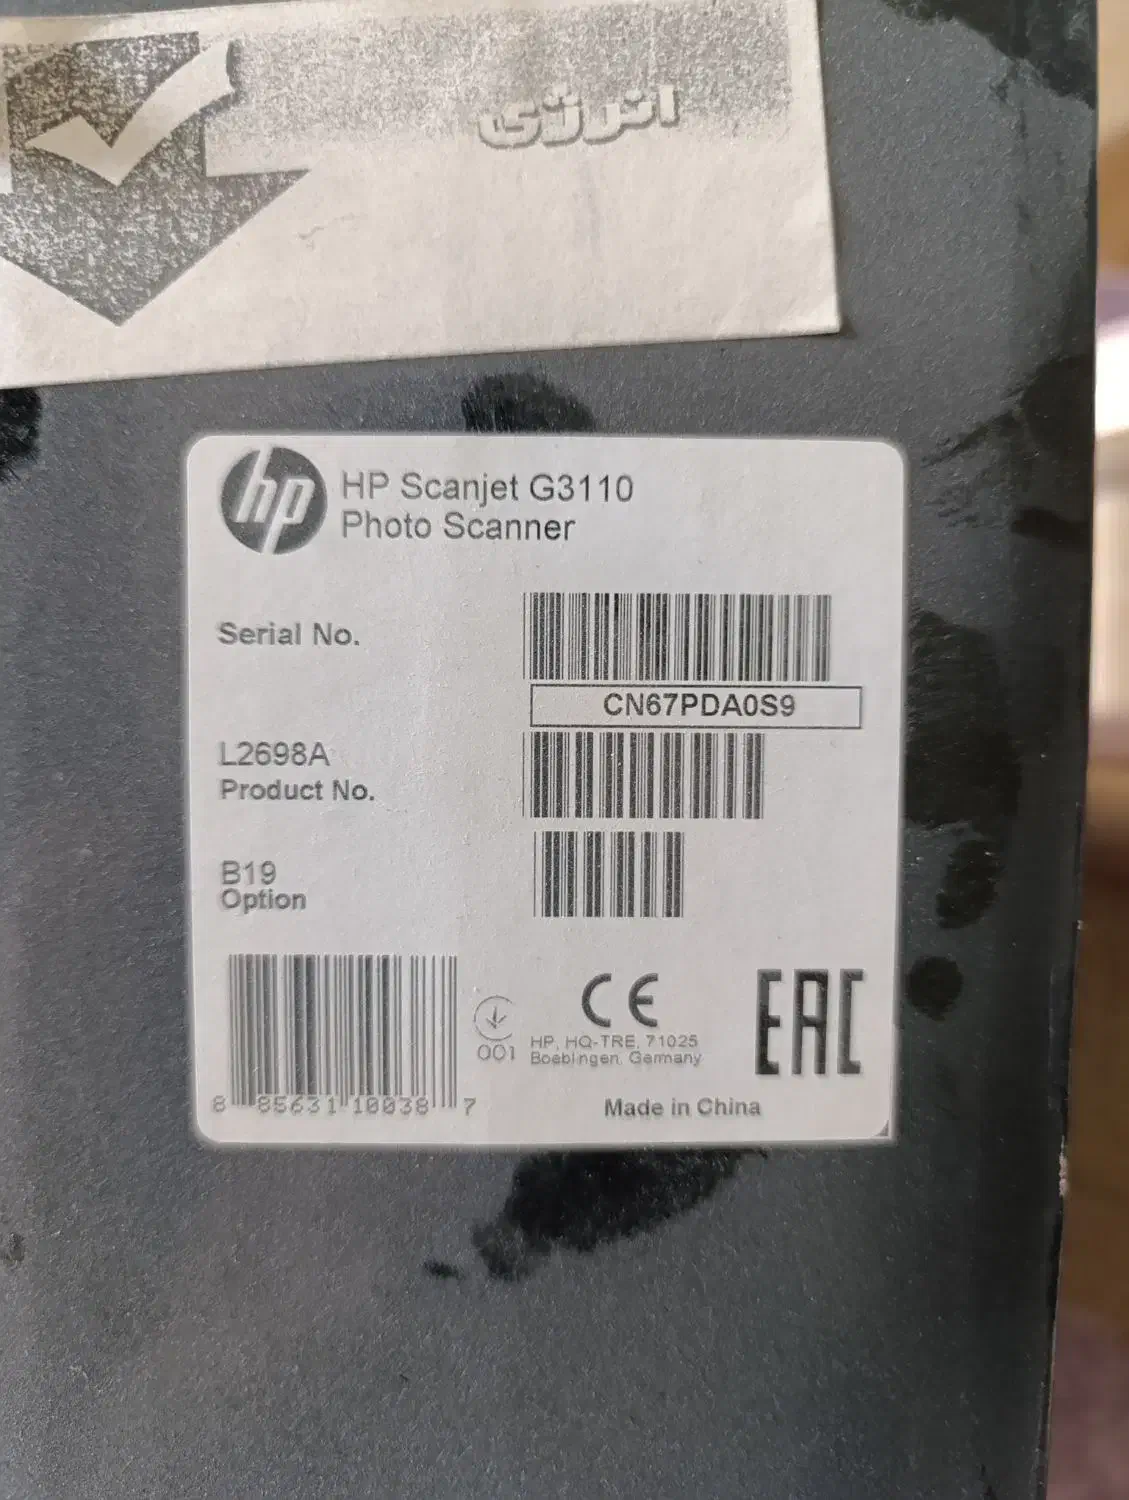 انرژی
hp
HP Scanjet G3110
Photo Scanner
Serial No.
CN67PDA0S9
L2698A
Product No.
B19
Option
8 85631 10038 7
001
CE
HP, HQ-TRE, 71025
Boeblingen, Germany
EAC
Made in China